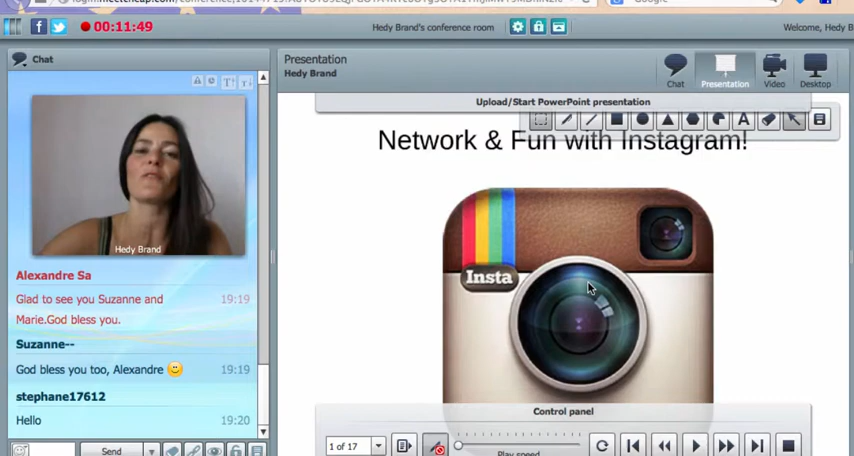 00:11:49
Hedy Brand's conference room
Welcome, Hedy B
Chat
Hedy Brand
Alexandre Sa
Glad to see you Suzanne and 19:19
Marie.God bless you.
Suzanne--
God bless you too, Alexandre 19:19
stephane17612
Hello 19:20
Send
Presentation
Hedy Brand
Chat
Presentation
Video
Desktop
Upload/Start PowerPoint presentation
Network & Fun with Instagram!
Insta
Control panel
1 of 17
Play speed